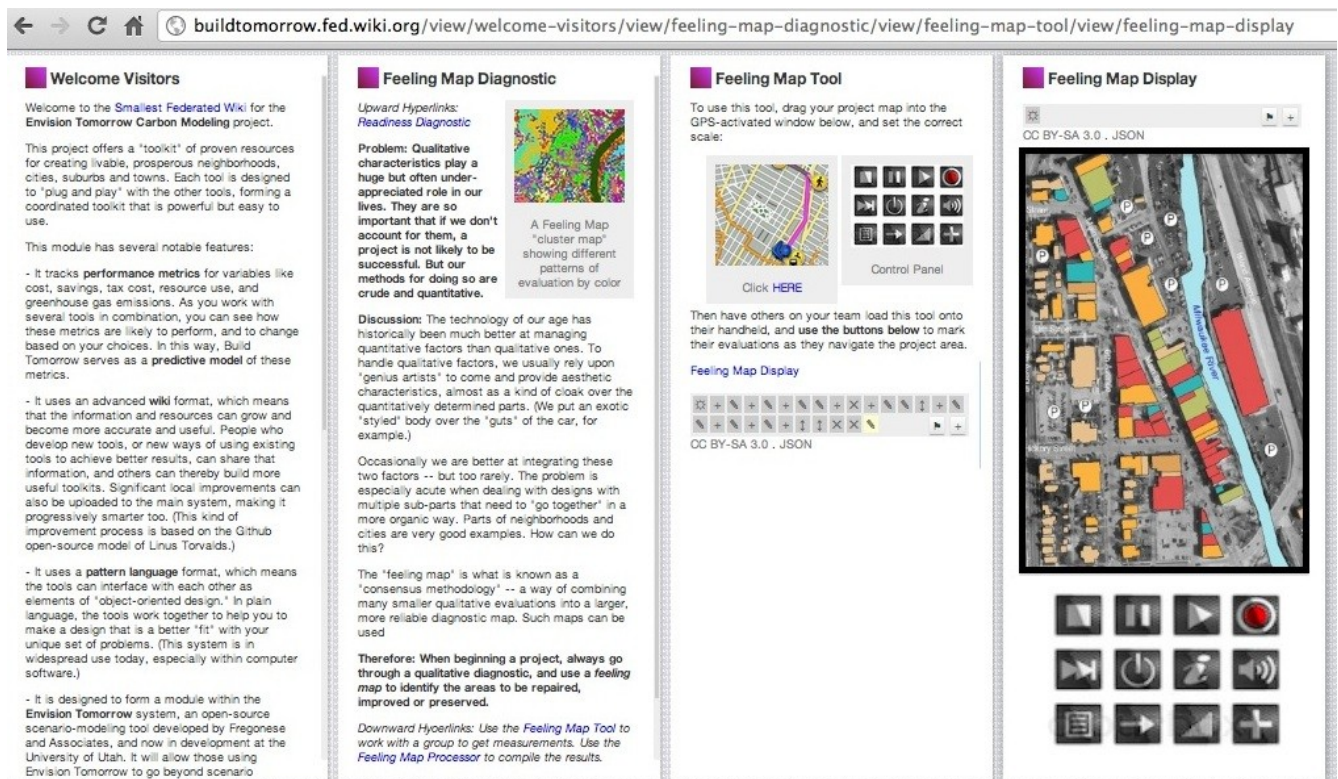 buildtomorrow.fed.wiki.org/view/welcome-visitors/view/feeling-map-diagnostic/view/feeling-map-tool/view/feeling-map-display
Welcome Visitors
Welcome to the Smallest Federated Wiki for the
Envision Tomorrow Carbon Modeling project.
This project offers a "toolkit" of proven resources
for creating livable, prosperous neighborhoods,
cities, suburbs and towns. Each tool is designed
to "plug and play" with the other tools, forming a
coordinated toolkit that is powerful but easy to
use.
This module has several notable features:
- It tracks performance metrics for variables like
cost, savings, tax cost, resource use, and
greenhouse gas emissions. As you work with
several tools in combination, you can see how
these metrics are likely to perform, and to change
based on your choices. In this way, Build
Tomorrow serves as a predictive model of these
metrics.
- It uses an advanced wiki format, which means
that the information and resources can grow and
become more accurate and useful. People who
develop new tools, or new ways of using existing
tools to achieve better results, can share that
information, and others can thereby build more
useful toolkits. Significant local improvements can
also be uploaded to the main system, making it
progressively smarter too. (This kind of
improvement process is based on the Github
open-source model of Linus Torvalds.)
- It uses a pattern language format, which means
the tools can interface with each other as
elements of "object-oriented design." In plain
language, the tools work together to help you to
make a design that is a better "fit" with your
unique set of problems. (This system is in
widespread use today, especially within computer
software.)
- It is designed to form a module within the
Envision Tomorrow system, an open-source
scenario-modeling tool developed by Fregonese
and Associates, and now in development at the
University of Utah. It will allow those using
Envision Tomorrow to go beyond scenario
Feeling Map Diagnostic
Upward Hyperlinks:
Readiness Diagnostic
Problem: Qualitative
characteristics play a
huge but often under-
appreciated role in our
lives. They are so
important that if we don't
account for them, a
project is not likely to be
successful. But our
methods for doing so are
crude and quantitative.
A Feeling Map
"cluster map"
showing different
patterns of
evaluation by color
Discussion: The technology of our age has
historically been much better at managing
quantitative factors than qualitative ones. To
handle qualitative factors, we usually rely upon
"genius artists" to come and provide aesthetic
characteristics, almost as a kind of cloak over the
quantitatively determined parts. (We put an exotic
"styled" body over the "guts" of the car, for
example.)
Occasionally we are better at integrating these
two factors -- but too rarely. The problem is
especially acute when dealing with designs with
multiple sub-parts that need to "go together" in a
more organic way. Parts of neighborhoods and
cities are very good examples. How can we do
this?
The "feeling map" is what is known as a
"consensus methodology" -- a way of combining
many smaller qualitative evaluations into a larger,
more reliable diagnostic map. Such maps can be
used
Therefore: When beginning a project, always go
through a qualitative diagnostic, and use a feeling
map to identify the areas to be repaired,
improved or preserved.
Downward Hyoerlinks: Use the Feeling Map Tool to
work with a group to get measurements. Use the
Feeling Map Processor to compile the results.
Feeling Map Tool
To use this tool, drag your project map into the
GPS-activated window below, and set the correct
scale:
Click HERE
Control Panel
Then have others on your team load this tool onto
their handheld, and use the buttons below to mark
their evaluations as they navigate the project area.
Feeling Map Display
CC BY-SA 3.0 . JSON
Feeling Map Display
CC BY-SA 3.0 . JSON
P
P
P
P
P
P
P
P
Milwaukee River